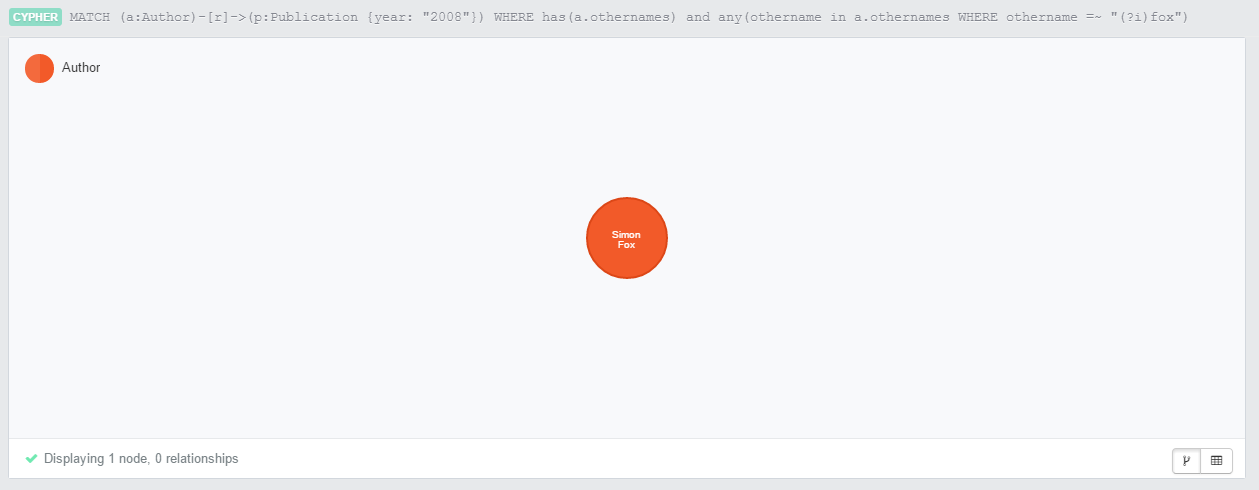 CYPHER MATCH (a:Author)-[r]->(p:Publication {year: "2008"}) WHERE has(a.othernames) and any(othername in a.othernames WHERE othername =~ "(?i)fox")
Author
Simon
Fox
Displaying 1 node, 0 relationships